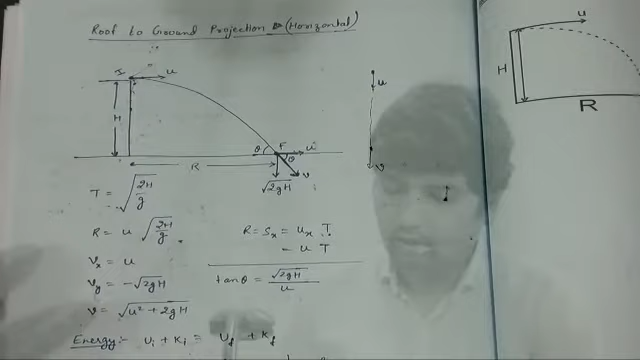 Roof to Ground Projection (Horizontal)
I u
H
θ F u
θ
R
v
√2gH
u
v
T = √2H/g
R = u √2H/g
R = Sx = ux T
= u T
vx = u
vy = -√2gH
tanθ = √2gH/u
v = √u² + 2gH
Energy:- Ui + Ki = Uf + Kf
u
H
R